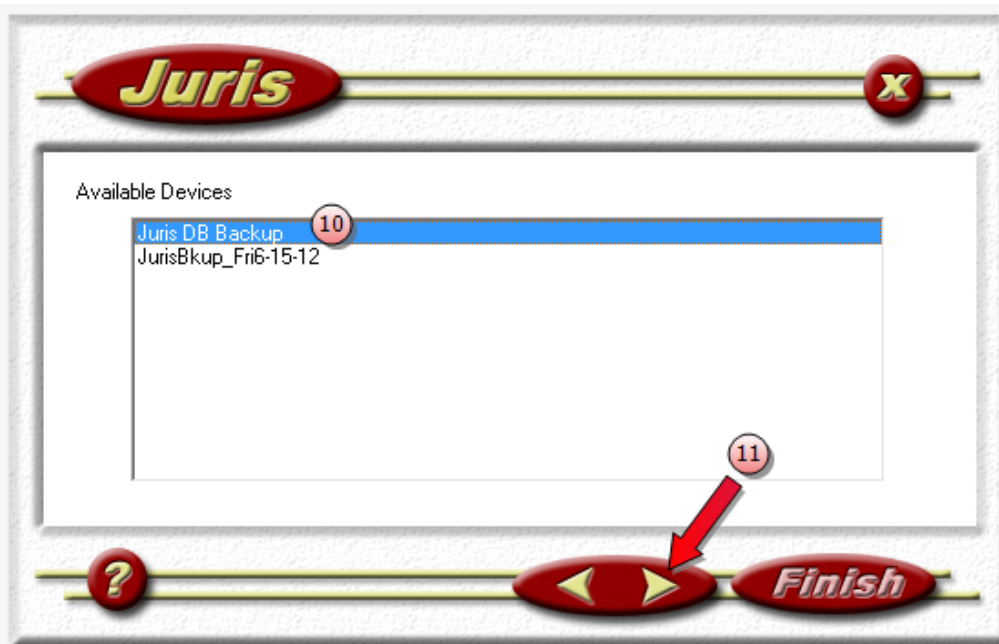 Juris
X
Available Devices
Juris DB Backup
10
JurisBkup_Fri6-15-12
11
?
Finish